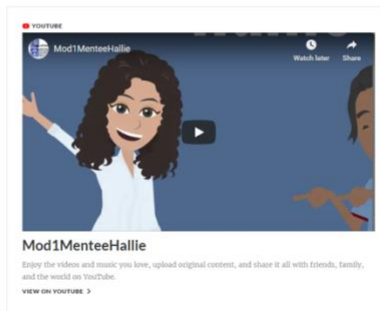 YOUTUBE
Mod1MenteeHallie
Watch later
Share
Mod1MenteeHallie
Enjoy the videos and music you love, upload original content, and share it all with friends, family,
and the world on YouTube.
VIEW ON YOUTUBE >